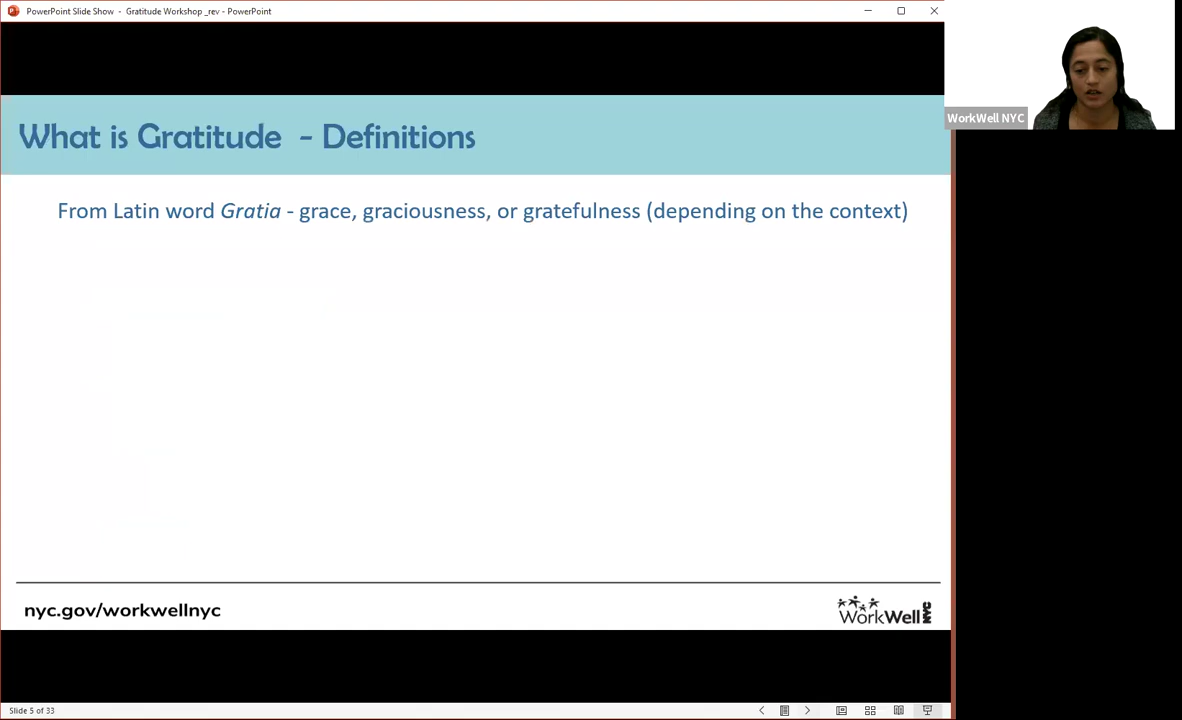 PowerPoint Slide Show - Gratitude Workshop _rev - PowerPoint
WorkWell NYC
What is Gratitude - Definitions
From Latin word Gratia - grace, graciousness, or gratefulness (depending on the context)
nyc.gov/workwellnyc
WorkWell NYC
Slide 5 of 33